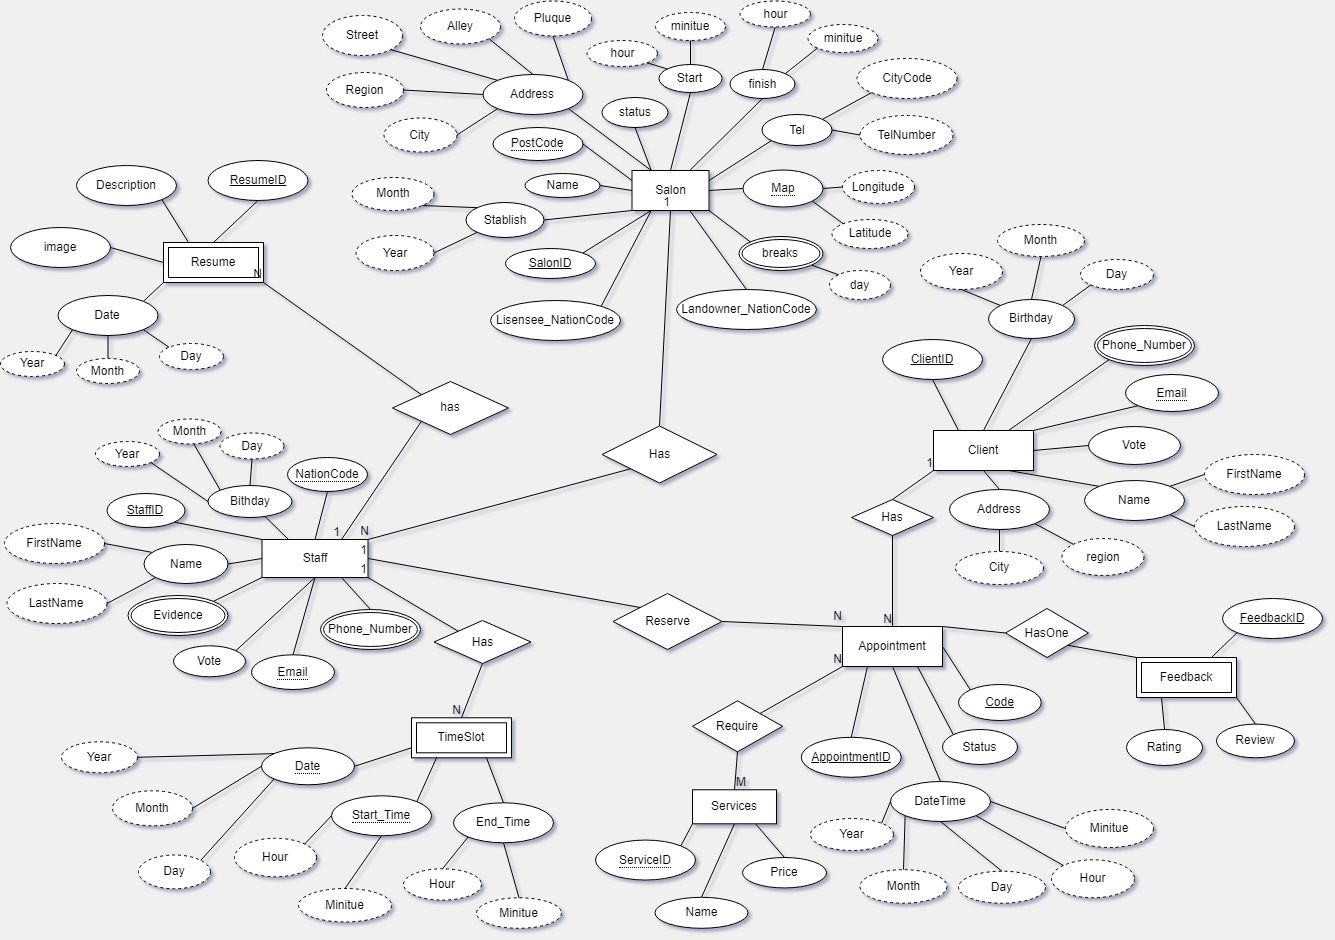 Street
Alley
Pluque
minitue
hour
hour
minitue
Region
Address
Start
finish
CityCode
City
status
Tel
TelNumber
PostCode
Description
ResumeID
Month
Name
Salon
1
Map
Longitude
Stablish
Latitude
image
Resume
N
Year
SalonID
breaks
day
Month
Year
Day
Date
Lisensee_NationCode
Landowner_NationCode
Birthday
Phone_Number
Year
Month
Day
ClientID
Email
has
Month
Year
Day
Has
Client
1
Vote
NationCode
FirstName
StaffID
Bithday
Name
Address
Has
LastName
1
N
FirstName
Name
Staff
1
1
City
region
LastName
Evidence
Phone_Number
Reserve
N
N
HasOne
FeedbackID
Has
Appointment
N
Vote
Email
Feedback
Code
N
Require
Status
Rating
Review
Year
TimeSlot
AppointmentID
Date
M
Month
Start_Time
End_Time
Services
DateTime
Year
Minitue
Hour
ServiceID
Day
Hour
Price
Month
Day
Hour
Minitue
Minitue
Name